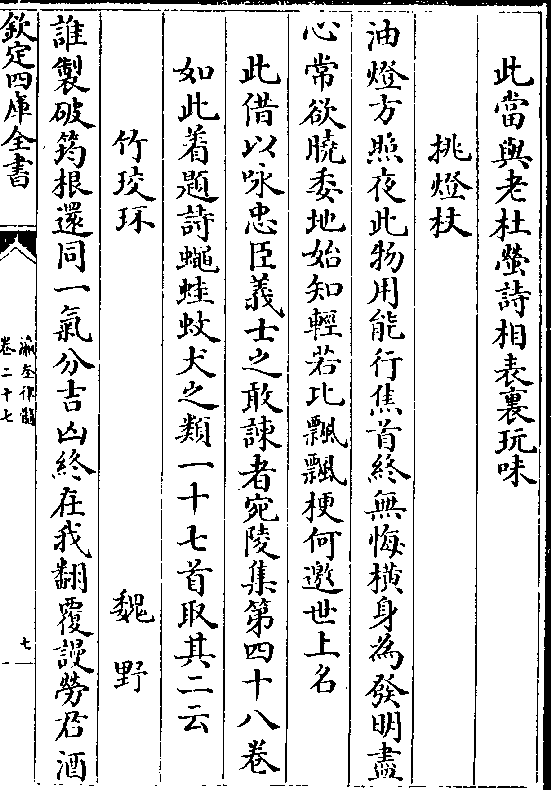 此當與老杜螢詩相表裏玩味
挑燈杖
油燈方照夜此物用能行焦首終無悔横身為發明盡
心常欲曉委地始知輕若比飄飄梗何邀世上名
此借以咏忠臣義士之敢諫者宛陵集第四十八卷
如此着題詩蠅蛙蚊犬之類一十七首取其二云
竹珓环 魏野
誰製破筠根還同一氣分吉凶終在我翻覆謾勞君酒
欽定四庫全書
瀛奎律髓
卷二十七
七